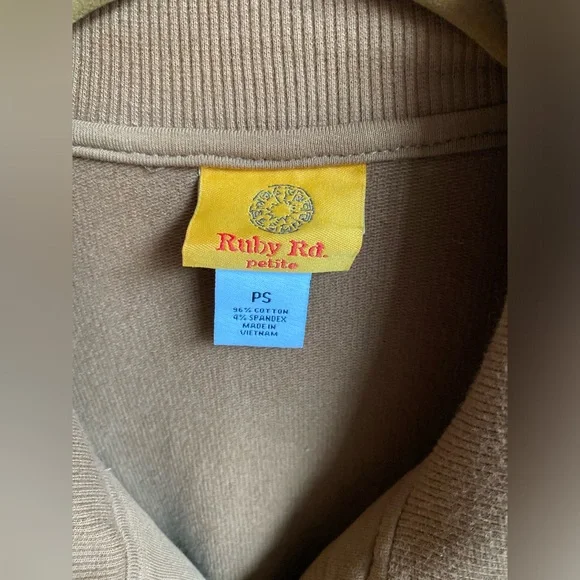 Ruby Rd.
petite
PS
96% COTTON
4% SPANDEX
MADE IN
VIETNAM